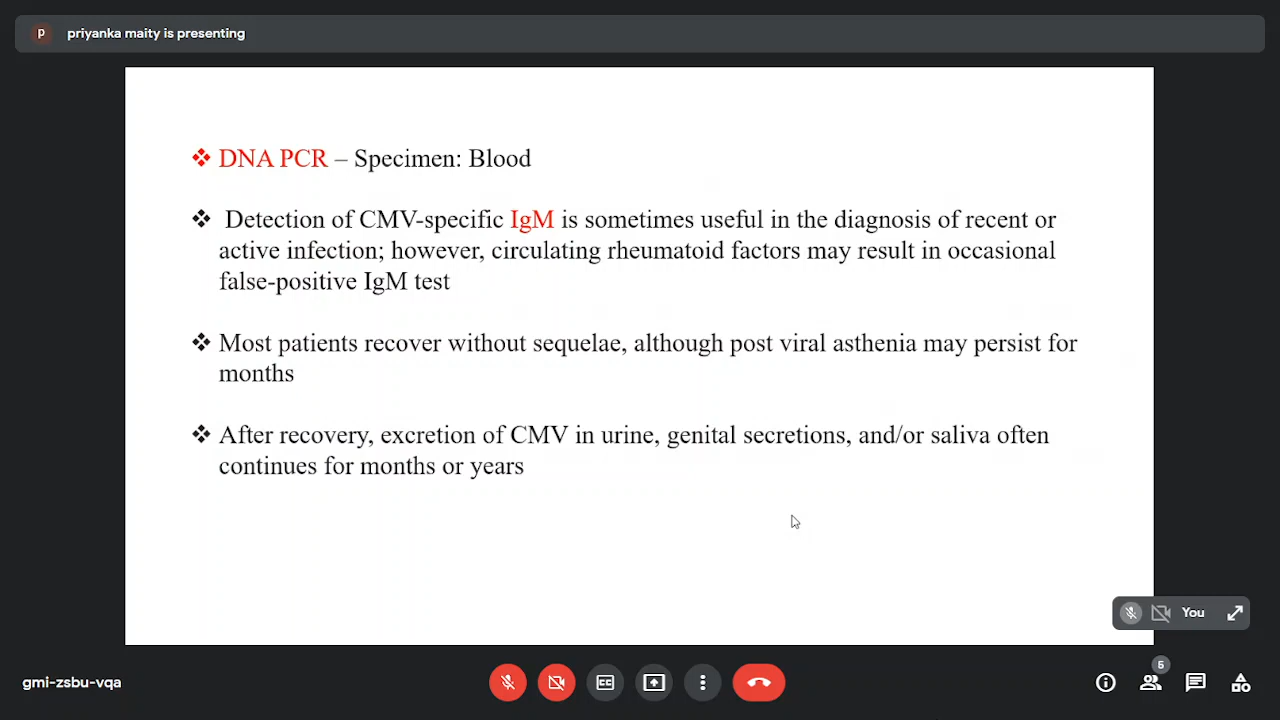 p
priyanka maity is presenting
❖ DNA PCR – Specimen: Blood
❖ Detection of CMV-specific IgM is sometimes useful in the diagnosis of recent or
active infection; however, circulating rheumatoid factors may result in occasional
false-positive IgM test
❖ Most patients recover without sequelae, although post viral asthenia may persist for
months
❖ After recovery, excretion of CMV in urine, genital secretions, and/or saliva often
continues for months or years
You
gmi-zsbu-vqa
CC
5